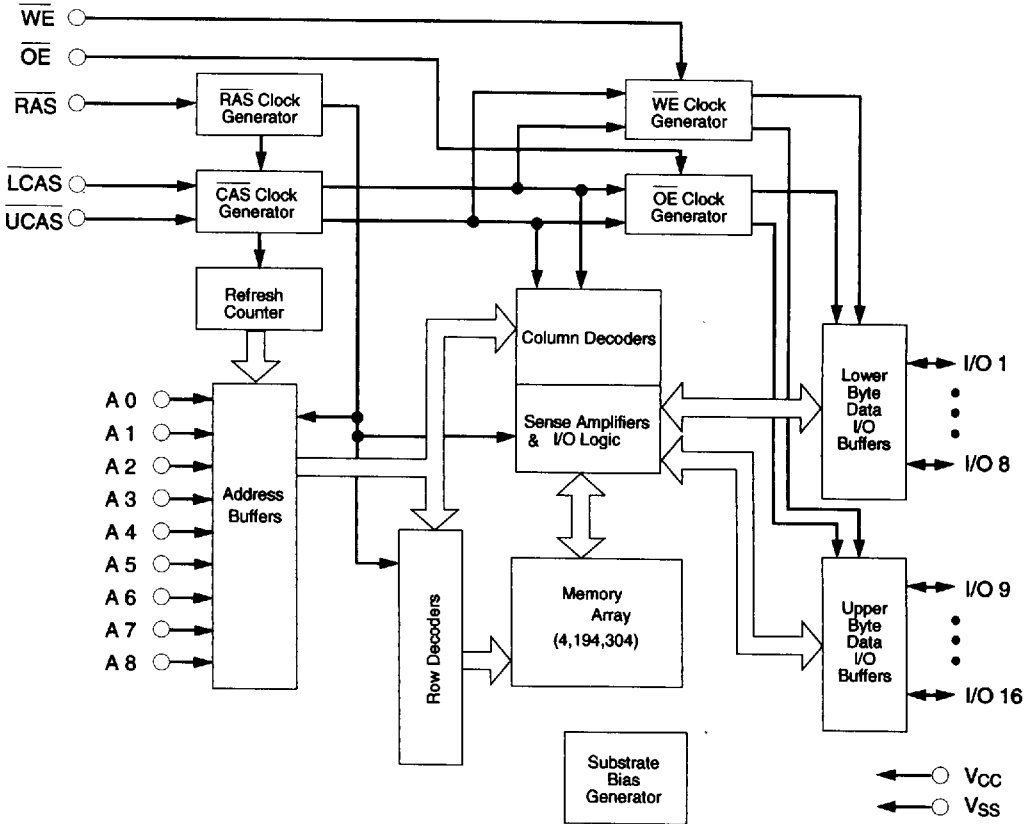 WE
OE
RAS
LCAS
UCAS
RAS Clock
Generator
CAS Clock
Generator
Refresh
Counter
WE Clock
Generator
OE Clock
Generator
Column Decoders
Sense Amplifiers
& I/O Logic
Lower
Byte
Data
I/O
Buffers
I/O 1
I/O 8
A 0
A 1
A 2
A 3
A 4
A 5
A 6
A 7
A 8
Address
Buffers
Row Decoders
Memory
Array
(4,194,304)
Upper
Byte
Data
I/O
Buffers
I/O 9
I/O 16
Substrate
Bias
Generator
VCC
VSS